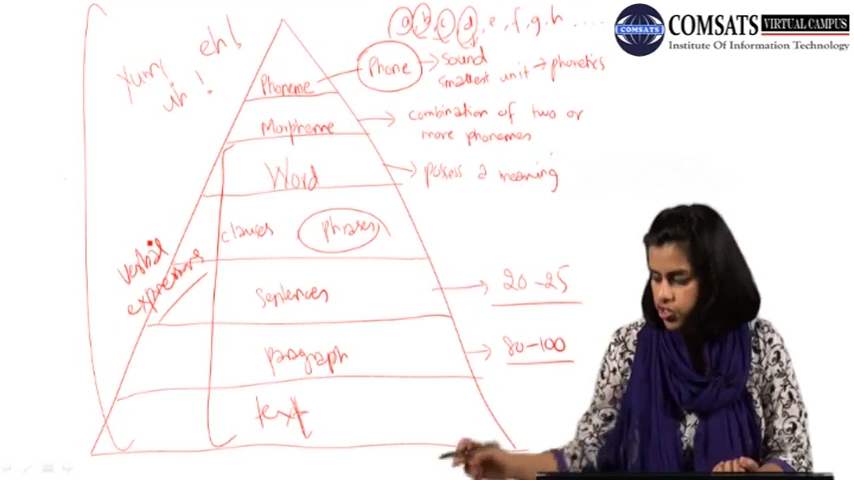 a, b, c, d, e, f, g, h ....
COMSATS VIRTUAL CAMPUS
Institute Of Information Technology
yum!
eh!
uh !
Phoneme
Phone
sound
smallest unit → phonetics
Morpheme
combination of two or
more phonemes
Word
possess a meaning
clauses
phases
verbal
expressions
sentences
20-25
paragraph
80-100
text